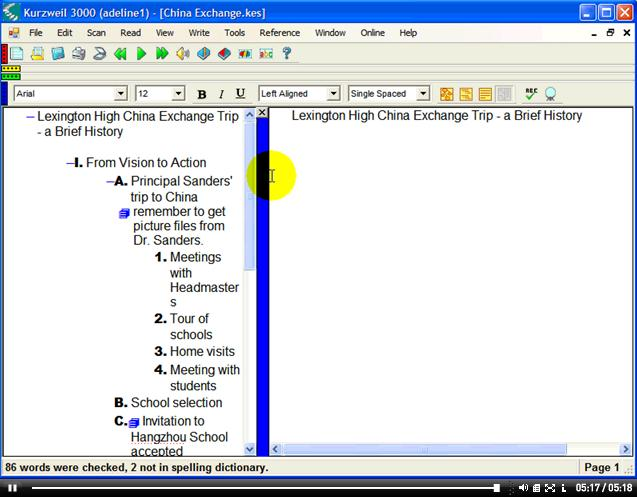 Kurzweil 3000 (adeline1) - [China Exchange.kes]
File Edit Scan Read Write Tools Reference Window Online Help
Arial 12 B I U Left Aligned Single Spaced REC
Lexington High China Exchange Trip
- a Brief History
I. From Vision to Action
A. Principal Sanders'
trip to China
remember to get
picture files from
Dr. Sanders.
1. Meetings
with
Headmaster
s
2. Tour of
schools
3. Home visits
4. Meeting with
students
B. School selection
C. Invitation to
Hangzhou School
accepted
Lexington High China Exchange Trip - a Brief History
86 words were checked, 2 not in spelling dictionary.
Page 1
05:17 / 05:18